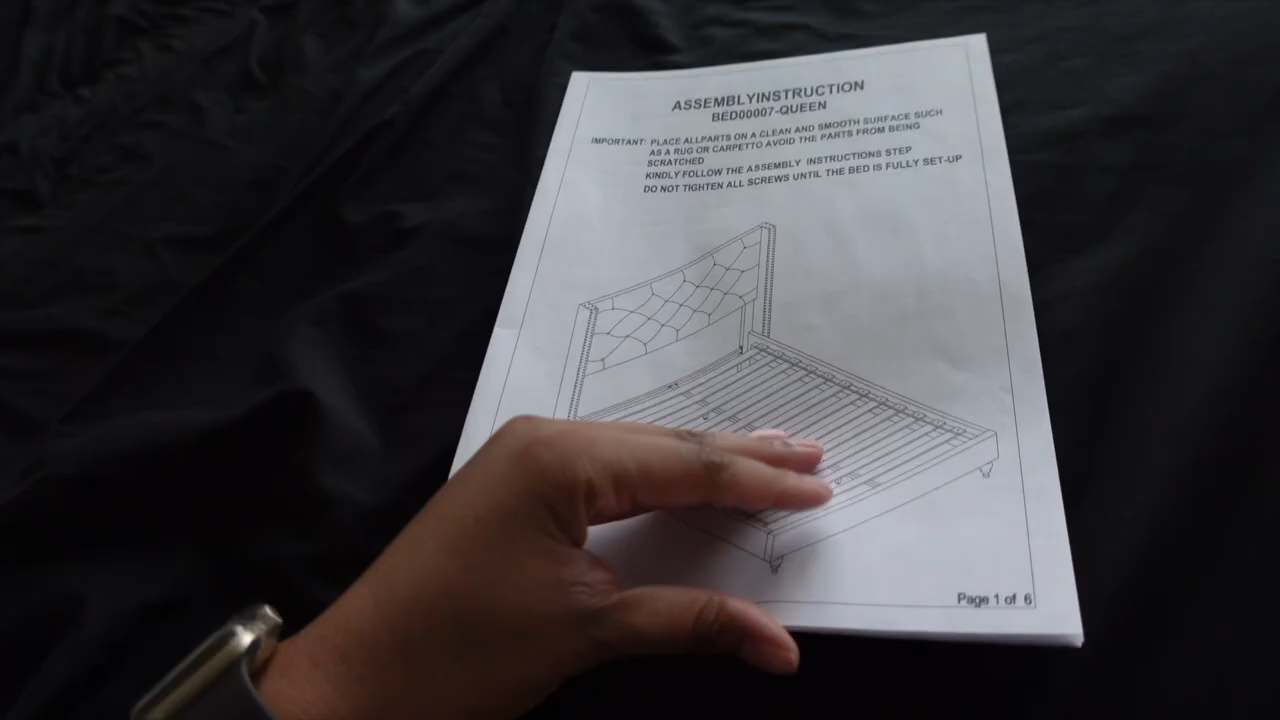 ASSEMBLYINSTRUCTION
BED00007-QUEEN
IMPORTANT: PLACE ALLPARTS ON A CLEAN AND SMOOTH SURFACE SUCH
AS A RUG OR CARPETTO AVOID THE PARTS FROM BEING
SCRATCHED
KINDLY FOLLOW THE ASSEMBLY INSTRUCTIONS STEP
DO NOT TIGHTEN ALL SCREWS UNTIL THE BED IS FULLY SET-UP
Page 1 of 6